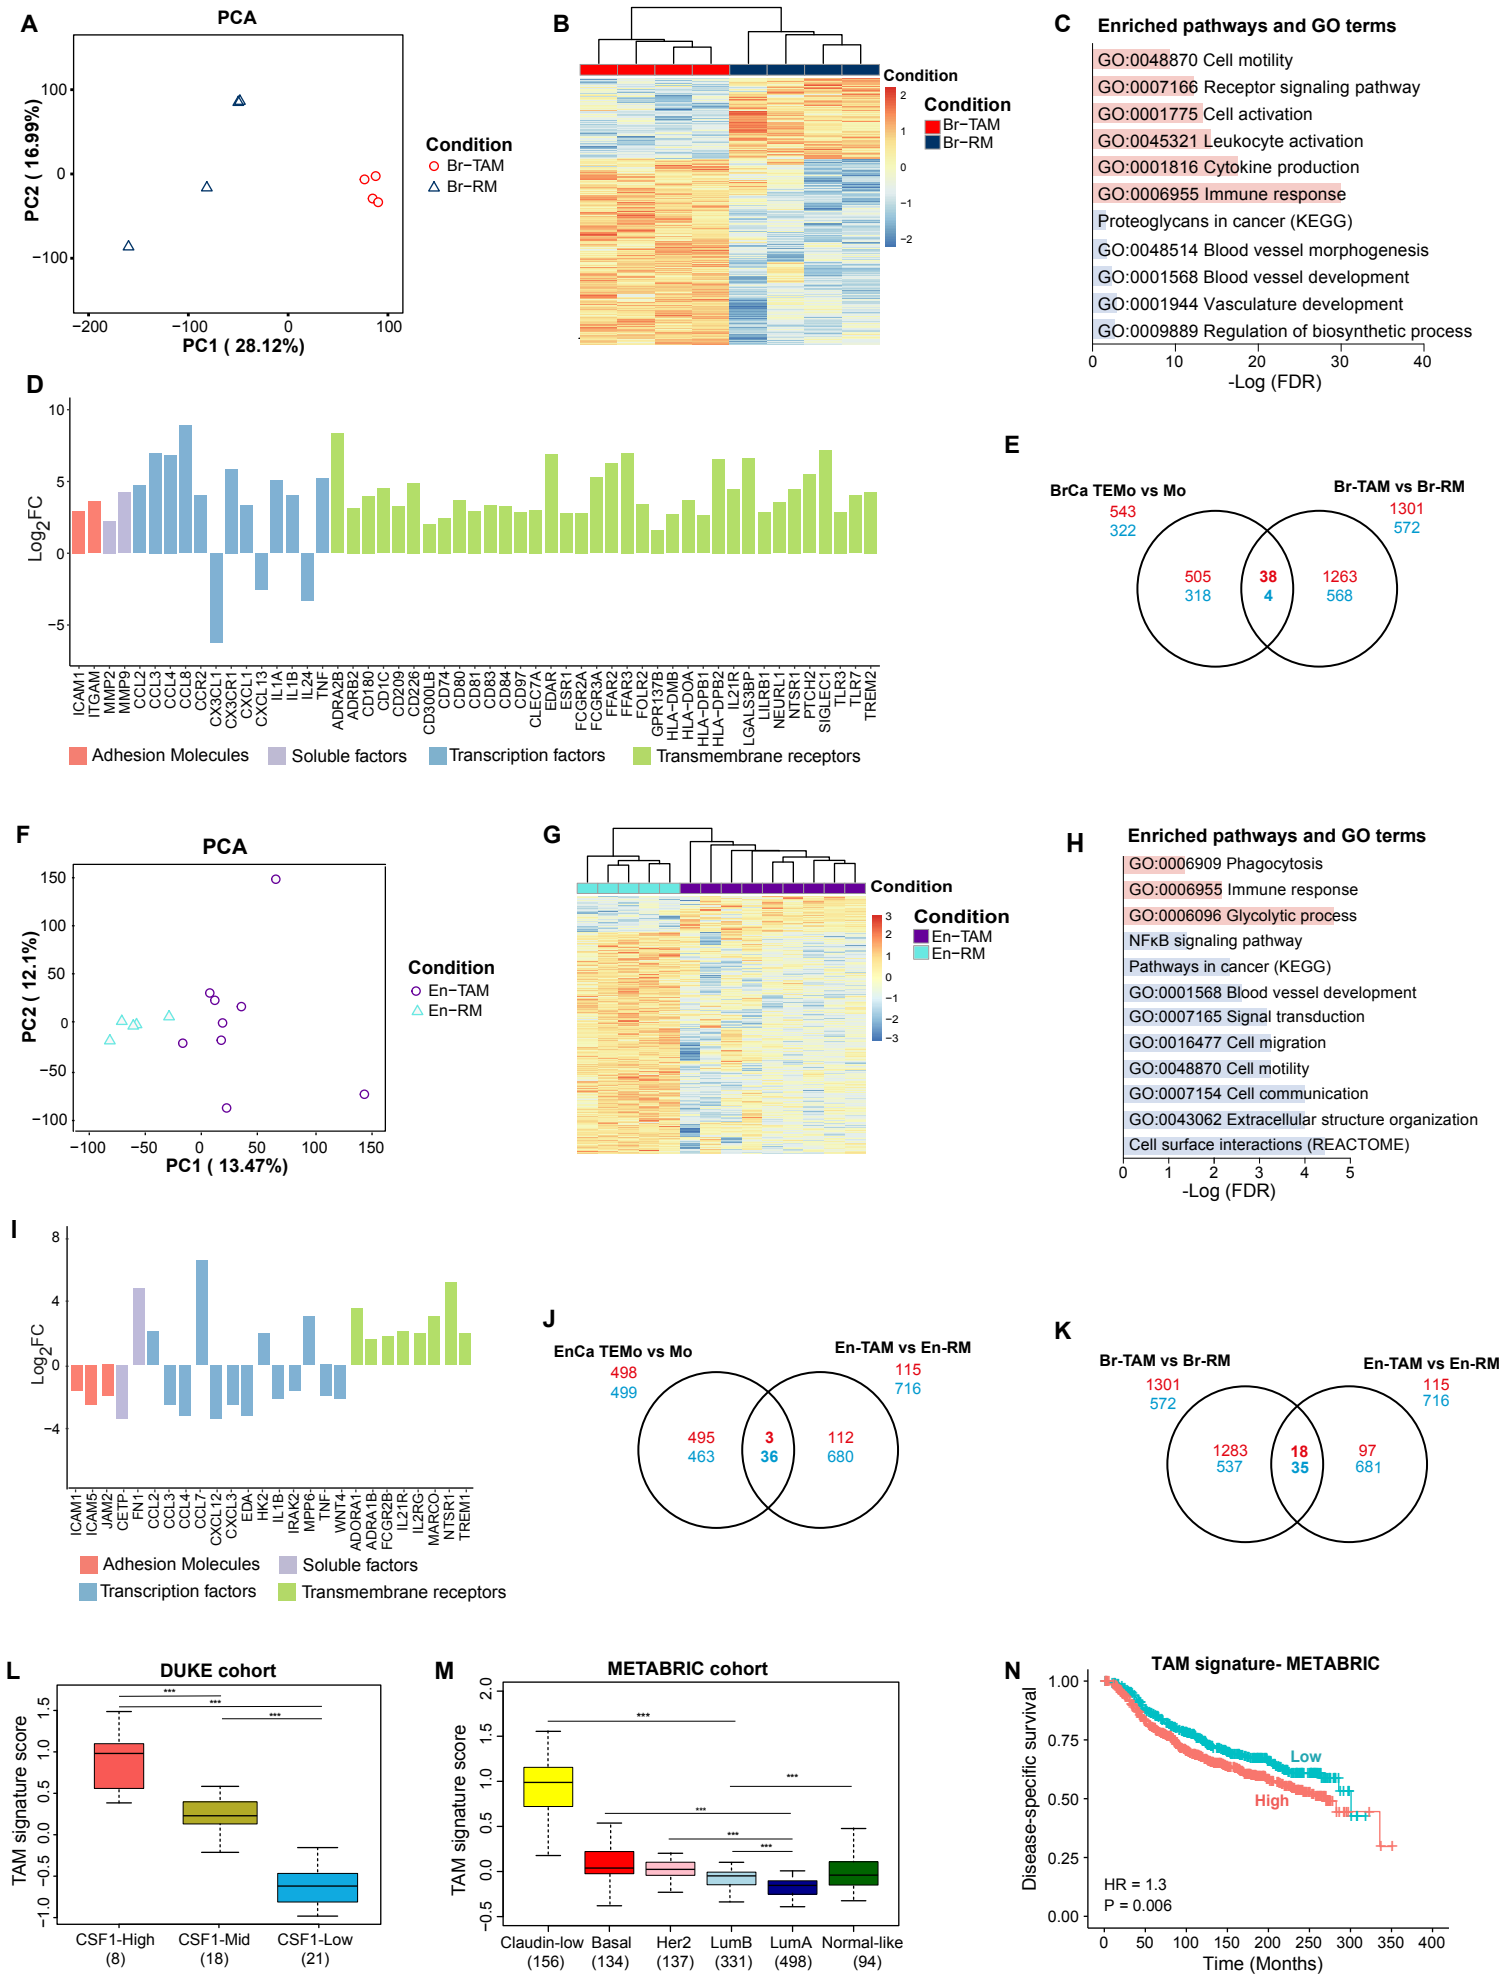 A
PCA
PC2 ( 16.99%)
100
0
−100
−200
−100
0
100
PC1 ( 28.12%)
Condition
Br−TAM
Br−RM
B
Condition
2
1
0
−1
−2
Condition
Br−TAM
Br−RM
C
Enriched pathways and GO terms
GO:0048870 Cell motility
GO:0007166 Receptor signaling pathway
GO:0001775 Cell activation
GO:0045321 Leukocyte activation
GO:0001816 Cytokine production
GO:0006955 Immune response
Proteoglycans in cancer (KEGG)
GO:0048514 Blood vessel morphogenesis
GO:0001568 Blood vessel development
GO:0001944 Vasculature development
GO:0009889 Regulation of biosynthetic process
0
10
20
30
40
-Log (FDR)
D
Log2FC
10
5
0
−5
ICAM1
ITGAM
MMP2
MMP9
CCL2
CCL3
CCL4
CCL8
CCR2
CX3CL1
CX3CR1
CXCL1
CXCL13
IL1A
IL1B
IL24
TNF
ADRA2B
ADRB2
CD180
CD1C
CD209
CD226
CD300LB
CD74
CD80
CD81
CD83
CD84
CD97
CLEC7A
EDAR
ESR1
FCGR2A
FCGR3A
FFAR2
FFAR3
FOLR2
GPR137B
HLA−DMB
HLA−DOA
HLA−DPB1
HLA−DPB2
IL21R
LGALS3BP
LILRB1
NEURL1
NTSR1
PTCH2
SIGLEC1
TLR3
TLR7
TREM2
Adhesion Molecules
Soluble factors
Transcription factors
Transmembrane receptors
E
BrCa TEMo vs Mo
543
322
Br-TAM vs Br-RM
1301
572
505
318
38
4
1263
568
F
PCA
PC2 ( 12.1%)
150
100
50
0
−50
−100
−100
−50
0
50
100
150
PC1 ( 13.47%)
Condition
En−TAM
En−RM
G
Condition
3
2
1
0
−1
−2
−3
Condition
En−TAM
En−RM
H
Enriched pathways and GO terms
GO:0006909 Phagocytosis
GO:0006955 Immune response
GO:0006096 Glycolytic process
NFκB signaling pathway
Pathways in cancer (KEGG)
GO:0001568 Blood vessel development
GO:0007165 Signal transduction
GO:0016477 Cell migration
GO:0048870 Cell motility
GO:0007154 Cell communication
GO:0043062 Extracellular structure organization
Cell surface interactions (REACTOME)
0
1
2
3
4
5
-Log (FDR)
I
Log2FC
8
4
0
−4
ICAM1
ICAM5
JAM2
CETP
FN1
CCL2
CCL3
CCL4
CCL7
CXCL12
CXCL3
EDA
HK2
IL1B
IRAK2
MPP6
TNF
WNT4
ADORA1
ADRA1B
FCGR2B
IL21R
IL2RG
MARCO
NTSR1
TREM1
Adhesion Molecules
Soluble factors
Transcription factors
Transmembrane receptors
J
EnCa TEMo vs Mo
498
499
En-TAM vs En-RM
115
716
495
463
3
36
112
680
K
Br-TAM vs Br-RM
1301
572
En-TAM vs En-RM
115
716
1283
537
18
35
97
681
L
DUKE cohort
TAM signature score
1.5
1.0
0.5
0.0
−0.5
−1.0
***
***
***
CSF1-High
(8)
CSF1-Mid
(18)
CSF1-Low
(21)
M
METABRIC cohort
TAM signature score
2.0
1.5
1.0
0.5
0.0
−0.5
***
***
***
***
***
Claudin-low
(156)
Basal
(134)
Her2
(137)
LumB
(331)
LumA
(498)
Normal-like
(94)
N
TAM signature- METABRIC
Disease-specific survival
1.00
0.75
0.50
0.25
0.00
Low
High
HR = 1.3
P = 0.006
0
50
100
150
200
250
300
350
400
Time (Months)